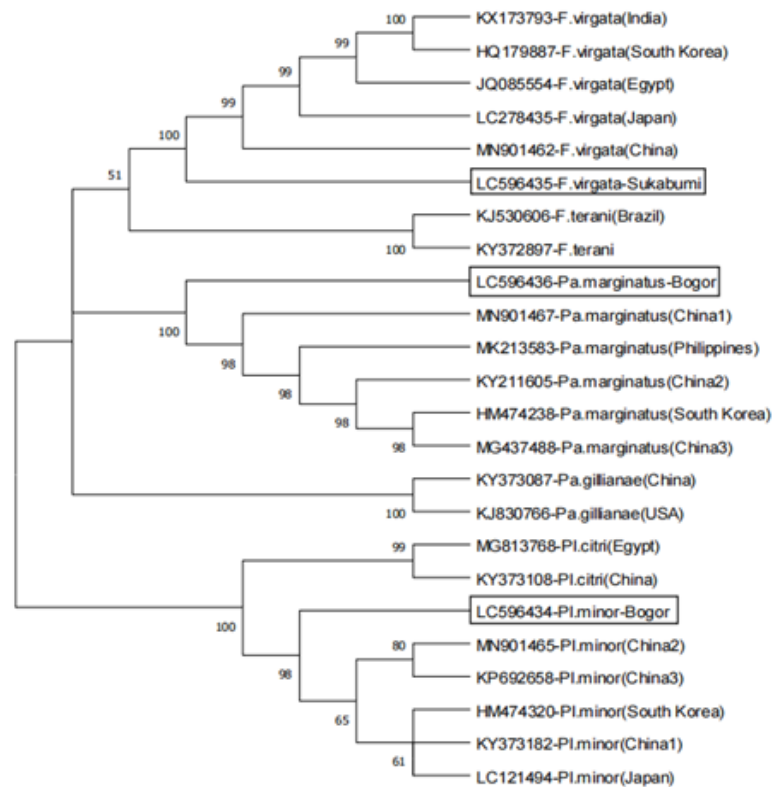 100
KX173793-F.virgata(India)
99
HQ179887-F.virgata(South Korea)
99
JQ085554-F.virgata(Egypt)
99
LC278435-F.virgata(Japan)
100
MN901462-F.virgata(China)
51
LC596435-F.virgata-Sukabumi
KJ530606-F.terani(Brazil)
100
KY372897-F.terani
LC596436-Pa.marginatus-Bogor
100
MN901467-Pa.marginatus(China1)
98
MK213583-Pa.marginatus(Philippines)
98
KY211605-Pa.marginatus(China2)
98
HM474238-Pa.marginatus(South Korea)
98
MG437488-Pa.marginatus(China3)
KY373087-Pa.gillianae(China)
100
KJ830766-Pa.gillianae(USA)
99
MG813768-Pl.citri(Egypt)
KY373108-Pl.citri(China)
100
LC596434-Pl.minor-Bogor
80
MN901465-Pl.minor(China2)
98
KP692658-Pl.minor(China3)
65
HM474320-Pl.minor(South Korea)
KY373182-Pl.minor(China1)
61
LC121494-Pl.minor(Japan)